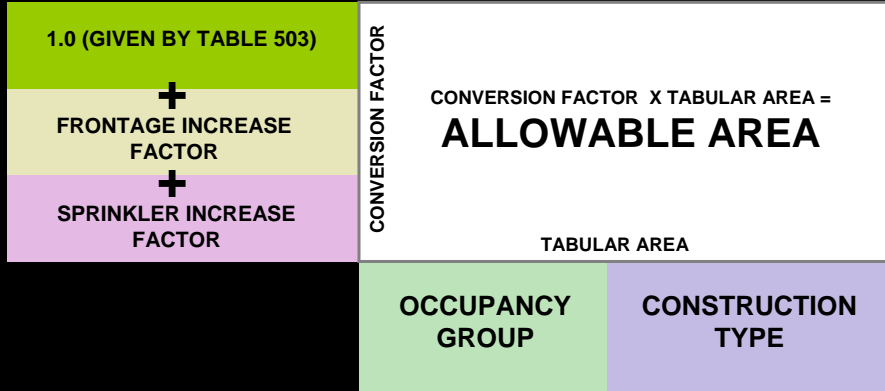 1.0 (GIVEN BY TABLE 503)
+
FRONTAGE INCREASE
FACTOR
+
SPRINKLER INCREASE
FACTOR
CONVERSION FACTOR
CONVERSION FACTOR X TABULAR AREA =
ALLOWABLE AREA
TABULAR AREA
OCCUPANCY
GROUP
CONSTRUCTION
TYPE